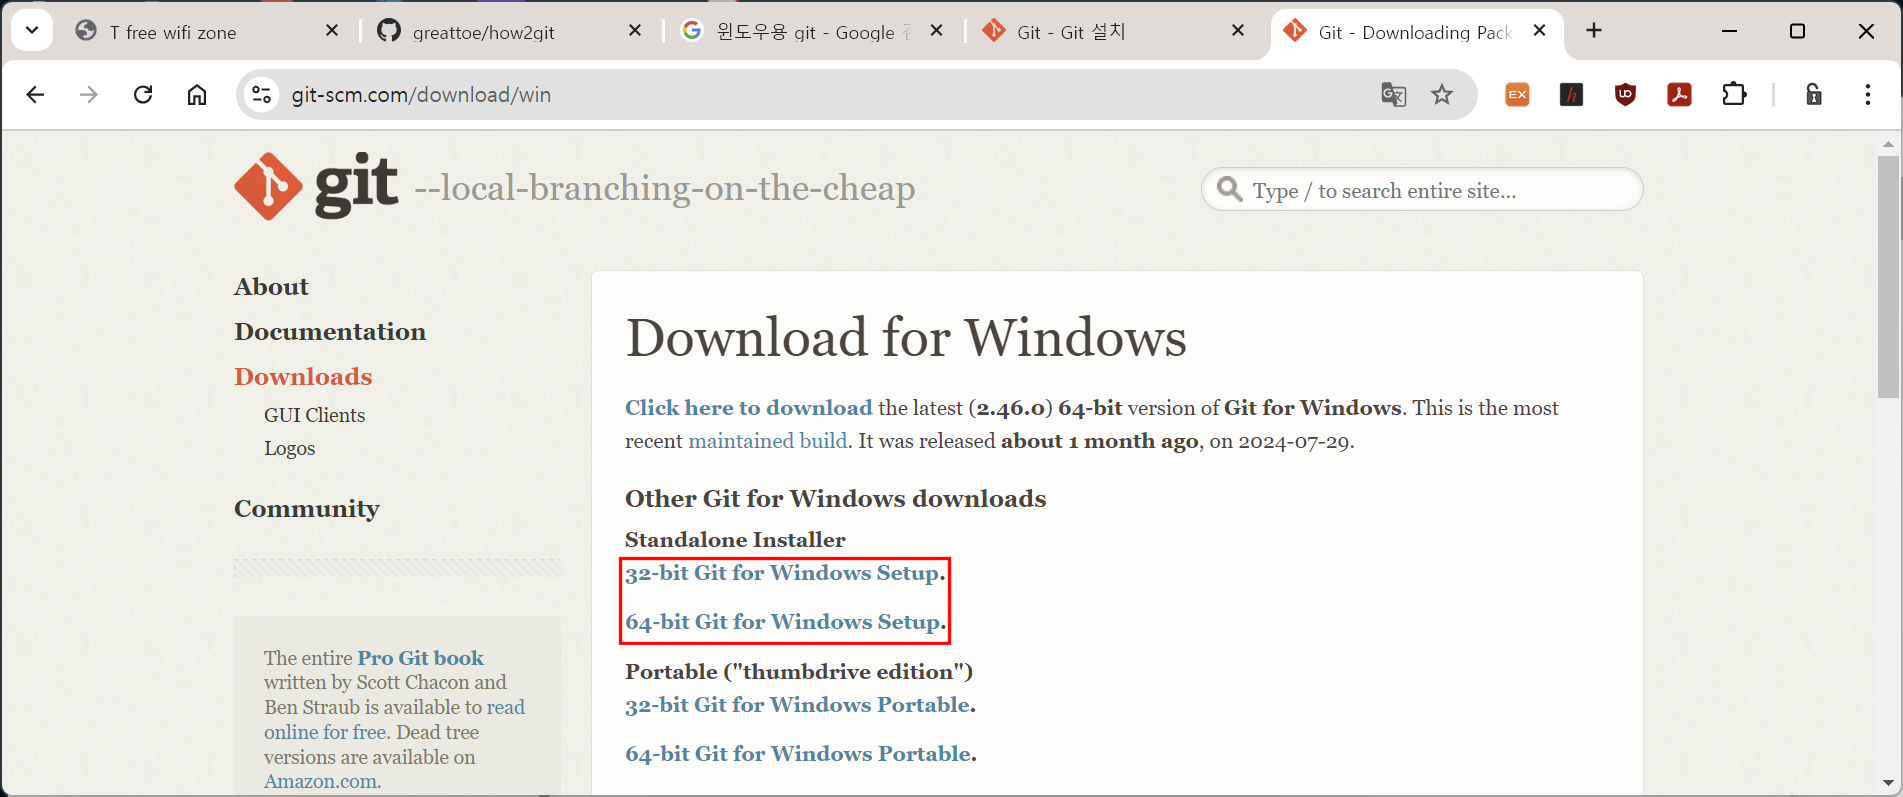 T free wifi zone
greattoe/how2git
윈도우용 git - Google
Git - Git 설치
Git - Downloading Pack
git-scm.com/download/win
git --local-branching-on-the-cheap
Type / to search entire site...
About
Documentation
Downloads
GUI Clients
Logos
Community
The entire Pro Git book
written by Scott Chacon and
Ben Straub is available to read
online for free. Dead tree
versions are available on
Amazon.com.
Download for Windows
Click here to download the latest (2.46.0) 64-bit version of Git for Windows. This is the most
recent maintained build. It was released about 1 month ago, on 2024-07-29.
Other Git for Windows downloads
Standalone Installer
32-bit Git for Windows Setup.
64-bit Git for Windows Setup.
Portable ("thumbdrive edition")
32-bit Git for Windows Portable.
64-bit Git for Windows Portable.